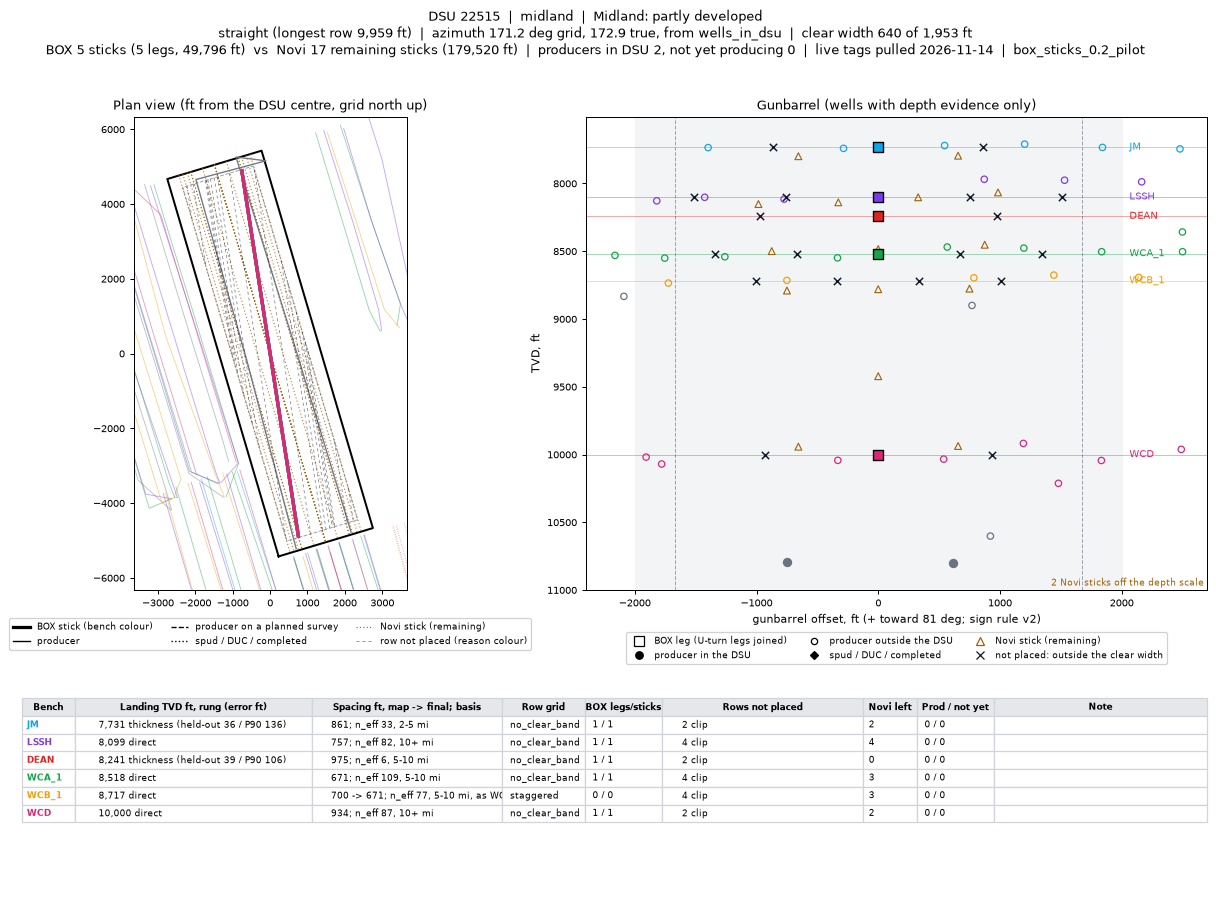 DSU 22515 | midland | Midland: partly developed
straight (longest row 9,959 ft) | azimuth 171.2 deg grid, 172.9 true, from wells_in_dsu | clear width 640 of 1,953 ft
BOX 5 sticks (5 legs, 49,796 ft) vs Novi 17 remaining sticks (179,520 ft) | producers in DSU 2, not yet producing 0 | live tags pulled 2026-11-14 | box_sticks_0.2_pilot
Plan view (ft from the DSU centre, grid north up)
6000
4000
2000
0
−2000
−4000
−6000
−3000 −2000 −1000 0 1000 2000 3000
BOX stick (bench colour) producer on a planned survey Novi stick (remaining)
producer spud / DUC / completed row not placed (reason colour)
Gunbarrel (wells with depth evidence only)
TVD, ft
8000
8500
9000
9500
10000
10500
11000
JM
LSSH
DEAN
WCA_1
WCB_1
WCD
2 Novi sticks off the depth scale
−2000 −1000 0 1000 2000
gunbarrel offset, ft (+ toward 81 deg; sign rule v2)
BOX leg (U-turn legs joined) producer outside the DSU Novi stick (remaining)
producer in the DSU spud / DUC / completed not placed: outside the clear width
Bench Landing TVD ft, rung (error ft) Spacing ft, map -> final; basis Row grid BOX legs/sticks Rows not placed Novi left Prod / not yet Note
JM 7,731 thickness (held-out 36 / P90 136) 861; n_eff 33, 2-5 mi no_clear_band 1 / 1 2 clip 2 0 / 0
LSSH 8,099 direct 757; n_eff 82, 10+ mi no_clear_band 1 / 1 4 clip 4 0 / 0
DEAN 8,241 thickness (held-out 39 / P90 106) 975; n_eff 6, 5-10 mi no_clear_band 1 / 1 2 clip 0 0 / 0
WCA_1 8,518 direct 671; n_eff 109, 5-10 mi no_clear_band 1 / 1 4 clip 3 0 / 0
WCB_1 8,717 direct 700 -> 671; n_eff 77, 5-10 mi, as WC staggered 0 / 0 4 clip 3 0 / 0
WCD 10,000 direct 934; n_eff 87, 10+ mi no_clear_band 1 / 1 2 clip 2 0 / 0